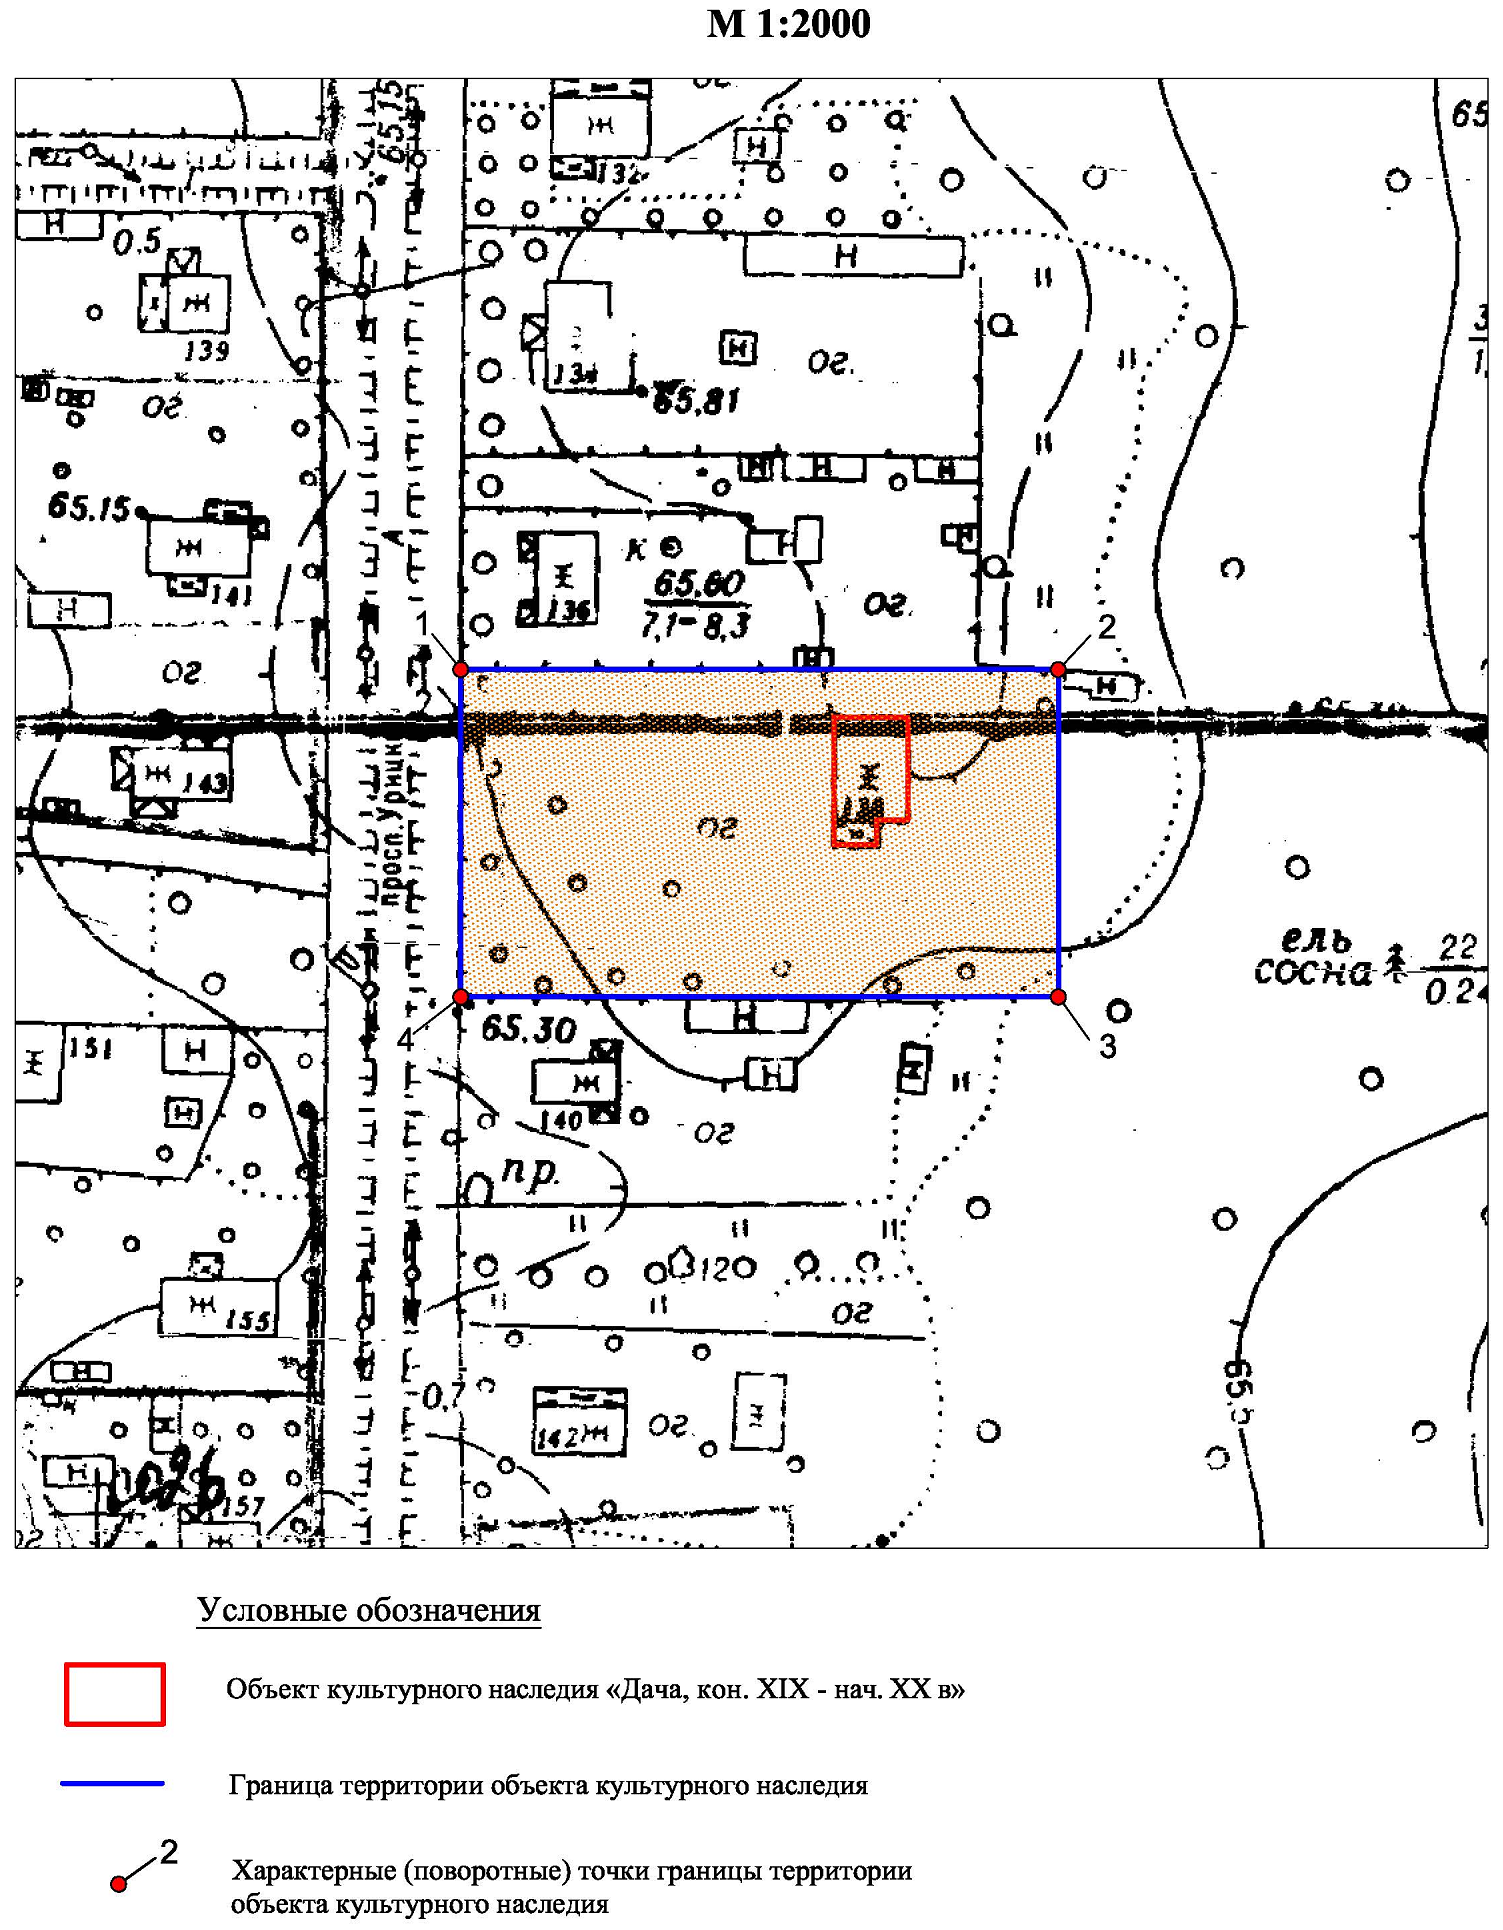 М 1:2000
65
65,15
Ж
132
Н
Н
0.5
Ж
139
Н
Н
ОГ.
134
65,81
ОГ
65.15
Ж
141
Н
Н
Н
Н
А
Ж
136
К
65,60
7,1-8,3
Н
Н
ОГ.
1
2
Н
ОГ
Н
Ж
143
просп. Урицк
ОГ
Ж
138
ель
сосна
22
0.24
4
3
65.30
Н
Ж
151
Н
Н
Ж
140
Н
Н
ОГ
пр.
12
Ж
155
ОГ
Н
0,7
65,5
142
Ж
ОГ
Ж
Н
157
Ж
ОГ
Условные обозначения
Объект культурного наследия «Дача, кон. XIX - нач. XX в»
Граница территории объекта культурного наследия
2
Характерные (поворотные) точки границы территории
объекта культурного наследия